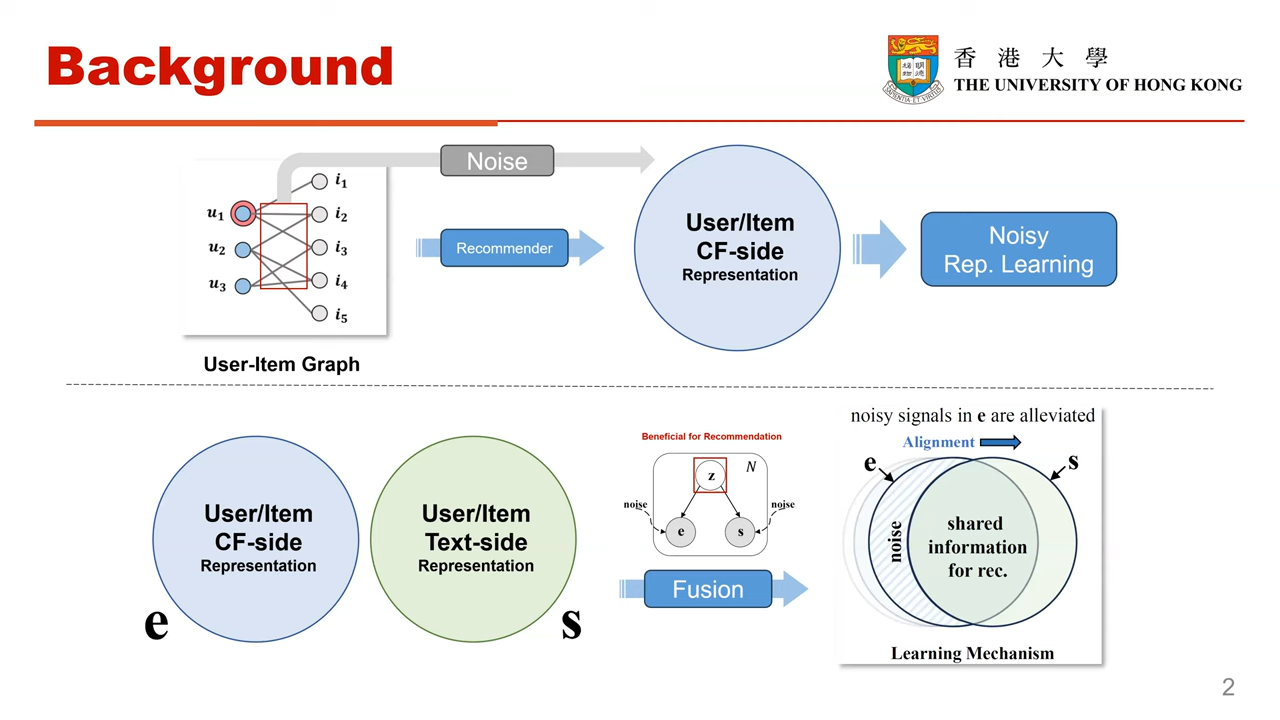 Background
香港大學
THE UNIVERSITY OF HONG KONG
Noise
i1
u1
i2
u2
i3
u3
i4
i5
User-Item Graph
Recommender
User/Item
CF-side
Representation
Noisy
Rep. Learning
User/Item
CF-side
Representation
e
User/Item
Text-side
Representation
s
Beneficial for Recommendation
z
N
noise
noise
e
s
Fusion
noisy signals in e are alleviated
Alignment
e
s
noise
shared
information
for rec.
Learning Mechanism
2